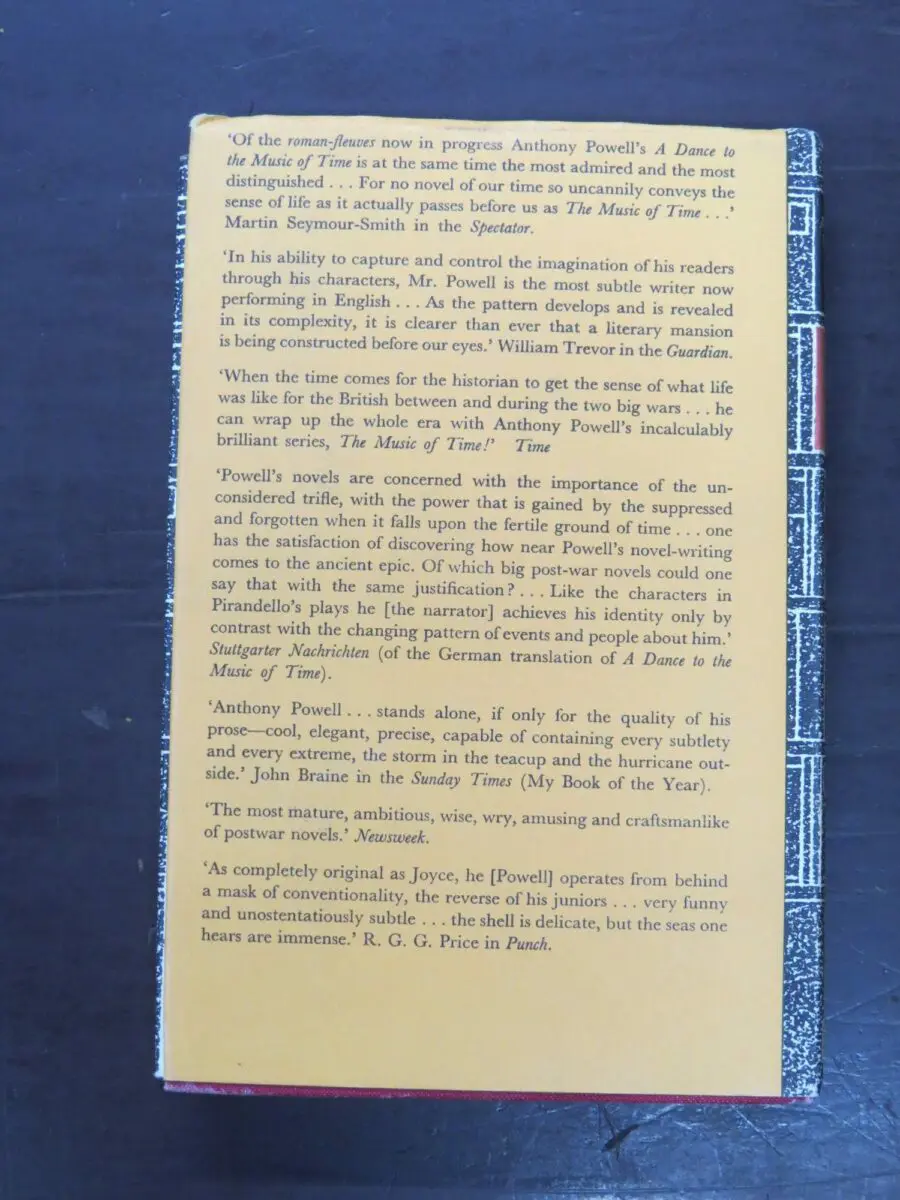 ‘Of the roman-fleuves now in progress Anthony Powell’s A Dance to
the Music of Time is at the same time the most admired and the most
distinguished . . . For no novel of our time so uncannily conveys the
sense of life as it actually passes before us as The Music of Time . . .’
Martin Seymour-Smith in the Spectator.
‘In his ability to capture and control the imagination of his readers
through his characters, Mr. Powell is the most subtle writer now
performing in English . . . As the pattern develops and is revealed
in its complexity, it is clearer than ever that a literary mansion
is being constructed before our eyes.’ William Trevor in the Guardian.
‘When the time comes for the historian to get the sense of what life
was like for the British between and during the two big wars . . . he
can wrap up the whole era with Anthony Powell’s incalculably
brilliant series, The Music of Time!’ Time
‘Powell’s novels are concerned with the importance of the un-
considered trifle, with the power that is gained by the suppressed
and forgotten when it falls upon the fertile ground of time . . . one
has the satisfaction of discovering how near Powell’s novel-writing
comes to the ancient epic. Of which big post-war novels could one
say that with the same justification? . . . Like the characters in
Pirandello’s plays he [the narrator] achieves his identity only by
contrast with the changing pattern of events and people about him.’
Stuttgarter Nachrichten (of the German translation of A Dance to the
Music of Time).
‘Anthony Powell . . . stands alone, if only for the quality of his
prose—cool, elegant, precise, capable of containing every subtlety
and every extreme, the storm in the teacup and the hurricane out-
side.’ John Braine in the Sunday Times (My Book of the Year).
‘The most mature, ambitious, wise, wry, amusing and craftsmanlike
of postwar novels.’ Newsweek.
‘As completely original as Joyce, he [Powell] operates from behind
a mask of conventionality, the reverse of his juniors . . . very funny
and unostentatiously subtle . . . the shell is delicate, but the seas one
hears are immense.’ R. G. G. Price in Punch.